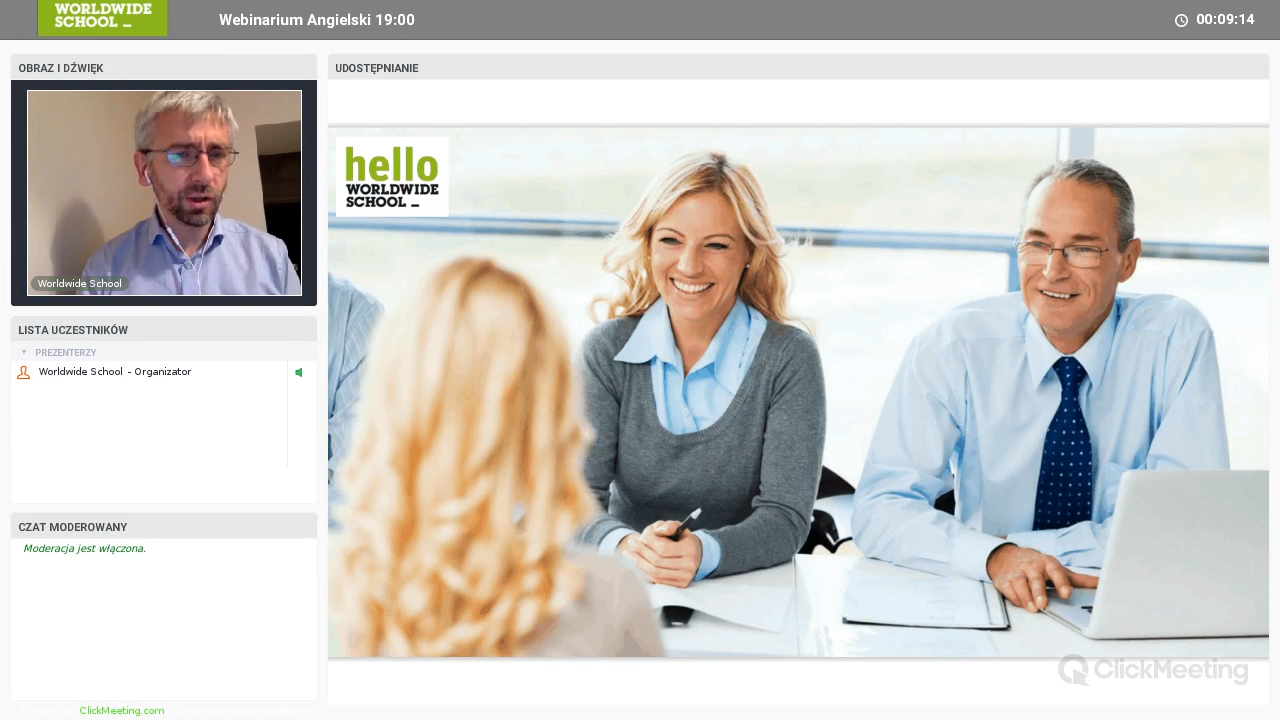 WORLDWIDE
SCHOOL _
Webinarium Angielski 19:00
00:09:14
OBRAZ I DŹWIĘK
Worldwide School
LISTA UCZESTNIKÓW
PREZENTERZY
Worldwide School - Organizator
CZAT MODEROWANY
Moderacja jest włączona.
ClickMeeting.com
UDOSTĘPNIANIE
hello
WORLDWIDE
SCHOOL _
ClickMeeting